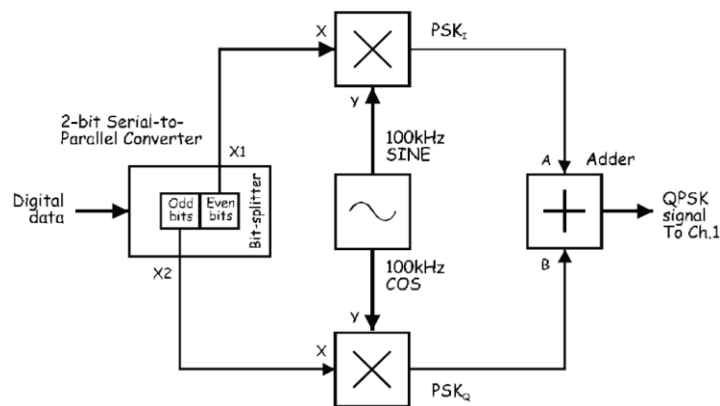 X
PSK_I
Y
2-bit Serial-to-
Parallel Converter
X1
100kHz
SINE
A
Adder
Digital
data
Odd
bits
Even
bits
Bit-splitter
QPSK
signal
To Ch.1
X2
100kHz
COS
B
Y
X
PSK_Q